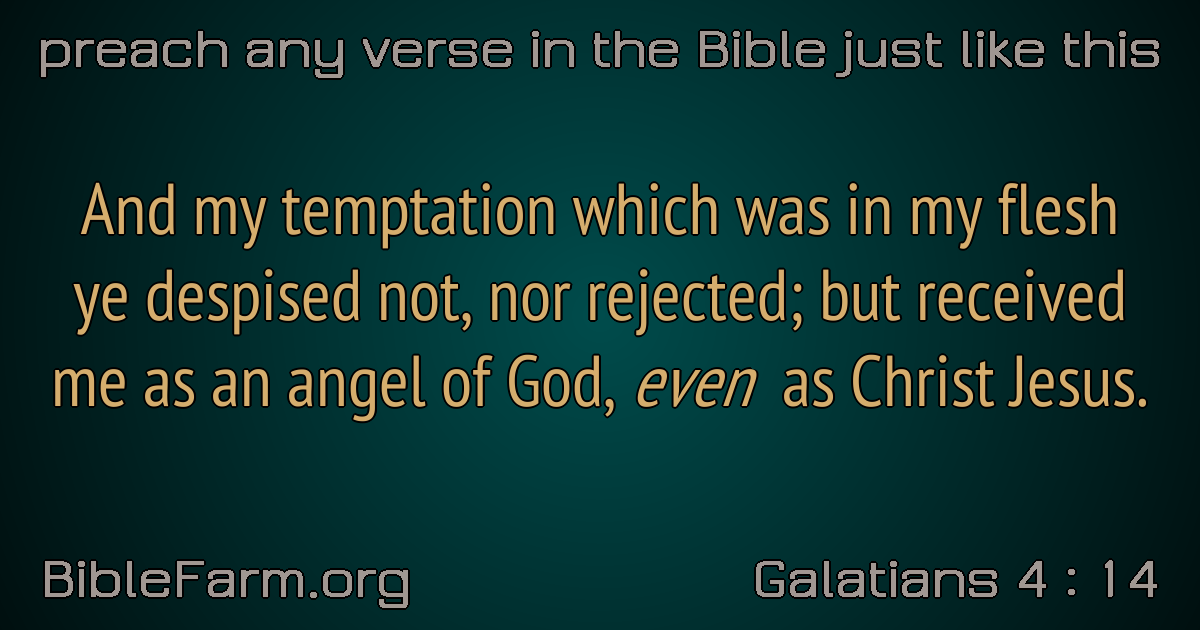 preach any verse in the Bible just like this
And my temptation which was in my flesh
ye despised not, nor rejected; but received
me as an angel of God, even as Christ Jesus.
BibleFarm.org
Galatians 4 : 14